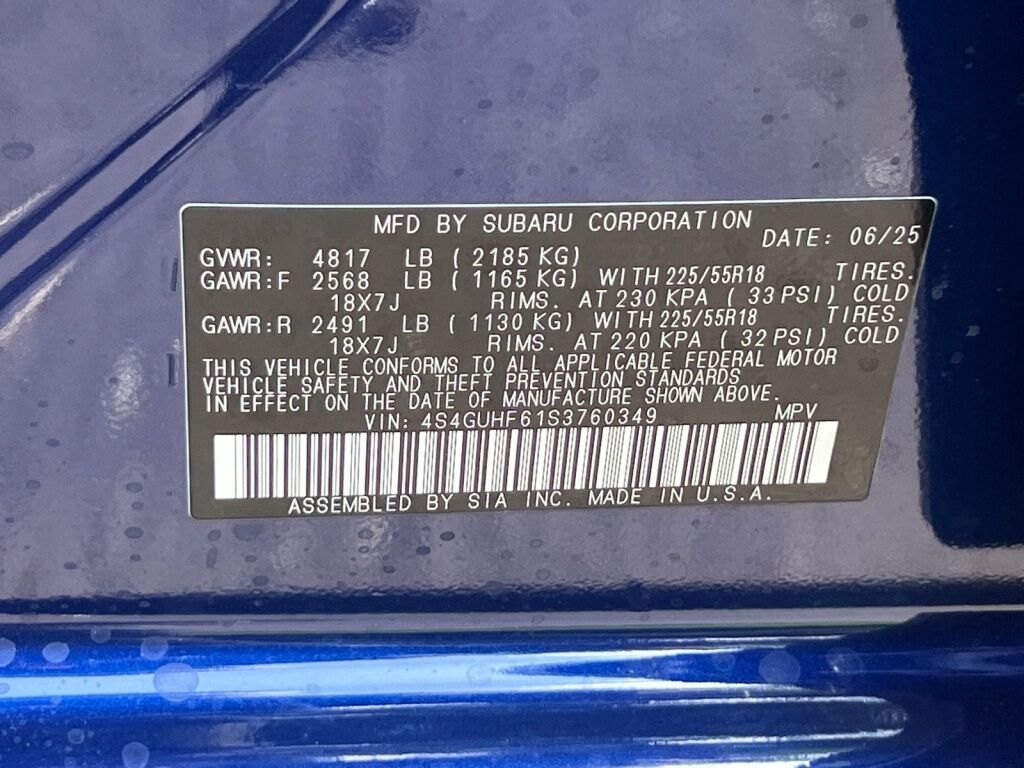 MFD BY SUBARU CORPORATION
DATE: 06/25
GVWR: 4817 LB ( 2185 KG)
GAWR:F 2568 LB ( 1165 KG) WITH 225/55R18 TIRES.
18X7J RIMS. AT 230 KPA ( 33 PSI) COLD
GAWR:R 2491 LB ( 1130 KG) WITH 225/55R18 TIRES.
18X7J RIMS. AT 220 KPA ( 32 PSI) COLD
THIS VEHICLE CONFORMS TO ALL APPLICABLE FEDERAL MOTOR
VEHICLE SAFETY AND THEFT PREVENTION STANDARDS
IN EFFECT ON THE DATE OF MANUFACTURE SHOWN ABOVE.
VIN: 4S4GUHF61S3760349 MPV
ASSEMBLED BY SIA INC. MADE IN U.S.A.